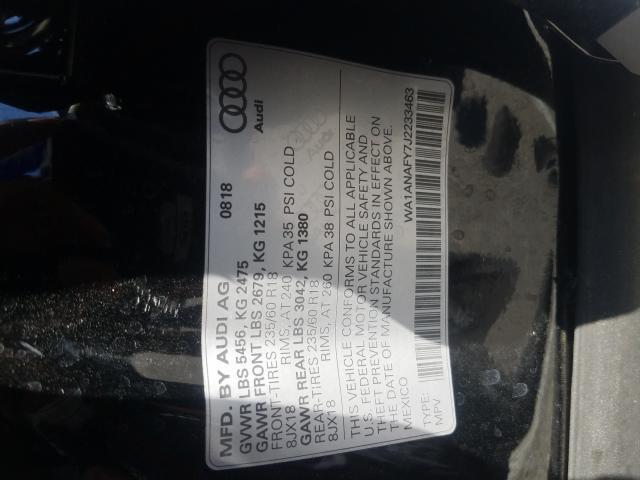 MFD. BY AUDI AG 0818 Audi
GVWR LBS 5456, KG 2475
GAWR FRONT LBS 2679, KG 1215
FRONT-TIRES 235/60 R18
RIMS, AT 240 KPA 35 PSI COLD
8JX18
GAWR REAR LBS 3042, KG 1380
REAR-TIRES 235/60 R18
RIMS, AT 260 KPA 38 PSI COLD
8JX18
THIS VEHICLE CONFORMS TO ALL APPLICABLE
U.S. FEDERAL MOTOR VEHICLE SAFETY AND
THEFT PREVENTION STANDARDS IN EFFECT ON
THE DATE OF MANUFACTURE SHOWN ABOVE.
MEXICO WA1ANAFY7J2233463
TYPE:
MPV